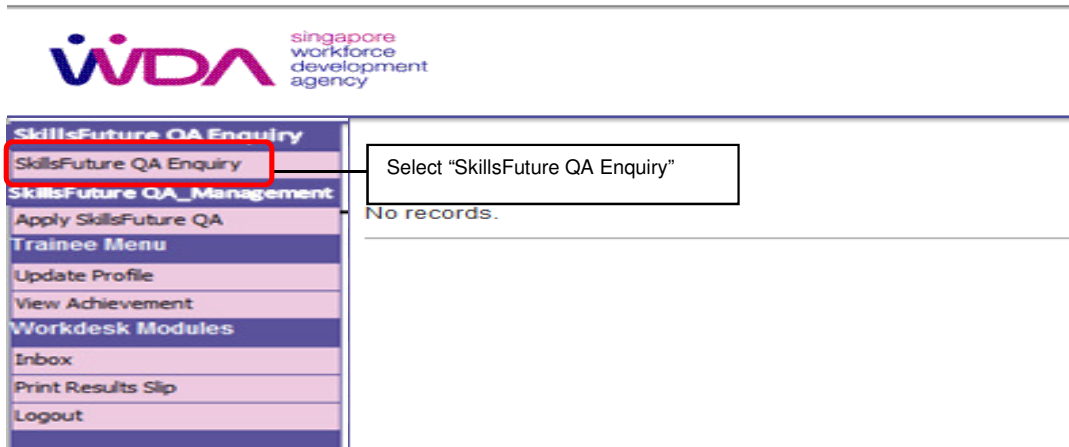 WDA
singapore
workforce
development
agency
SkillsFuture QA Enquiry
SkillsFuture QA Enquiry
Select “SkillsFuture QA Enquiry”
SkillsFuture QA_Management
Apply SkillsFuture QA
No records.
Trainee Menu
Update Profile
View Achievement
Workdesk Modules
Inbox
Print Results Slip
Logout